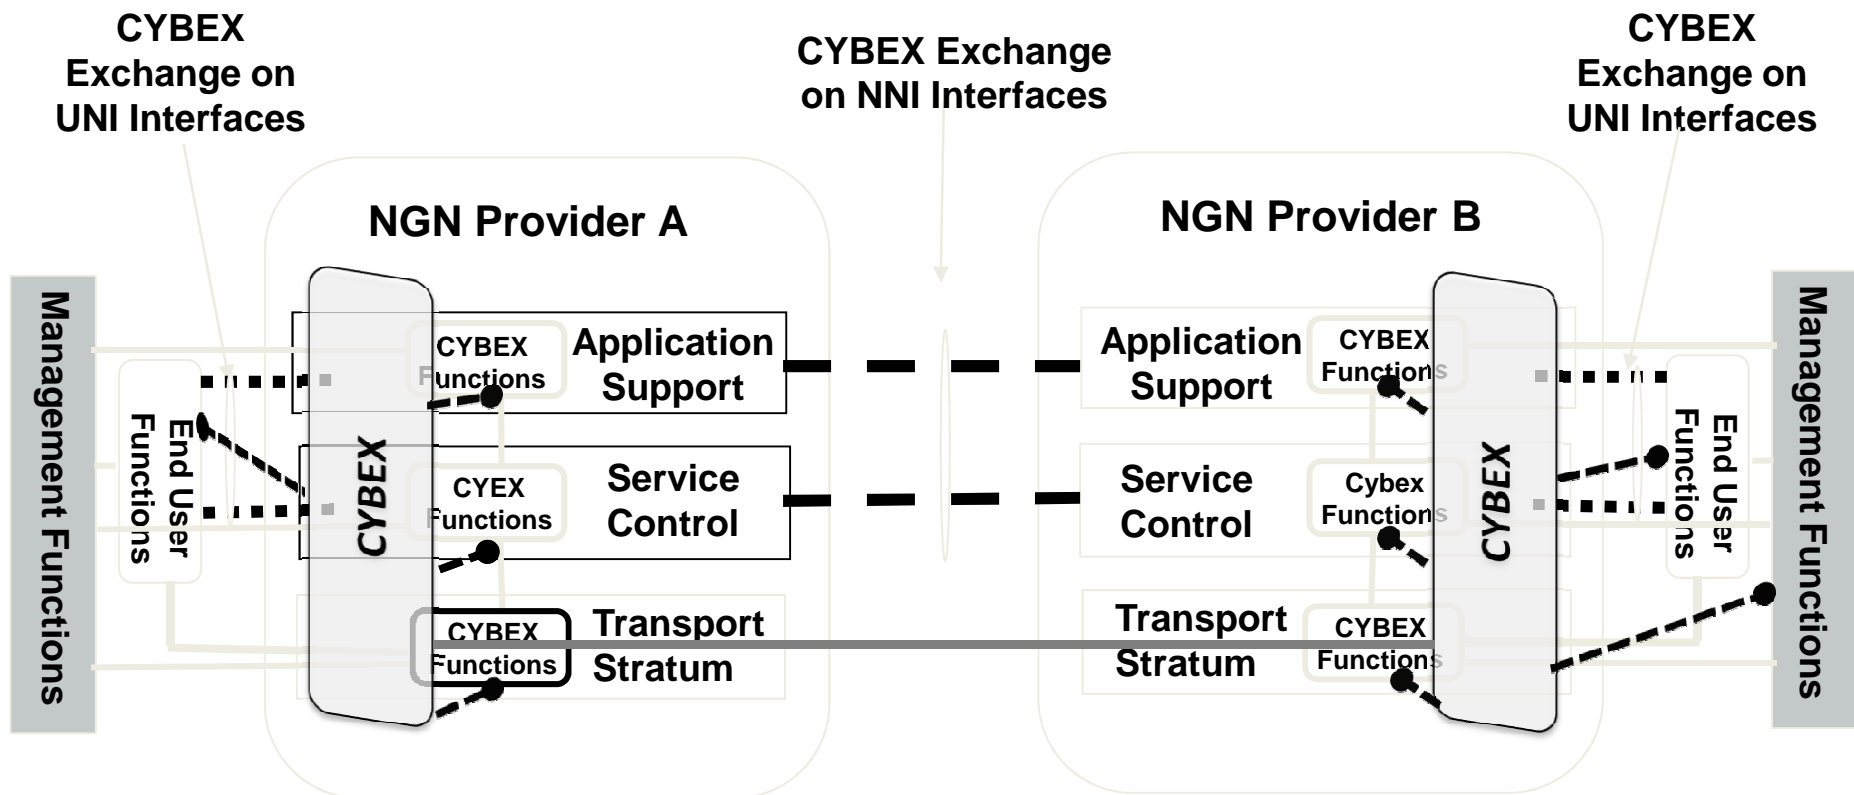 CYBEX
Exchange on
UNI Interfaces
CYBEX Exchange
on NNI Interfaces
CYBEX
Exchange on
UNI Interfaces
NGN Provider A
NGN Provider B
Management Functions
End User
Functions
CYBEX
CYBEX
Functions
Application
Support
CYEX
Functions
Service
Control
CYBEX
Functions
Transport
Stratum
Application
Support
CYBEX
Functions
Service
Control
Cybex
Functions
Transport
Stratum
CYBEX
Functions
CYBEX
End User
Functions
Management Functions